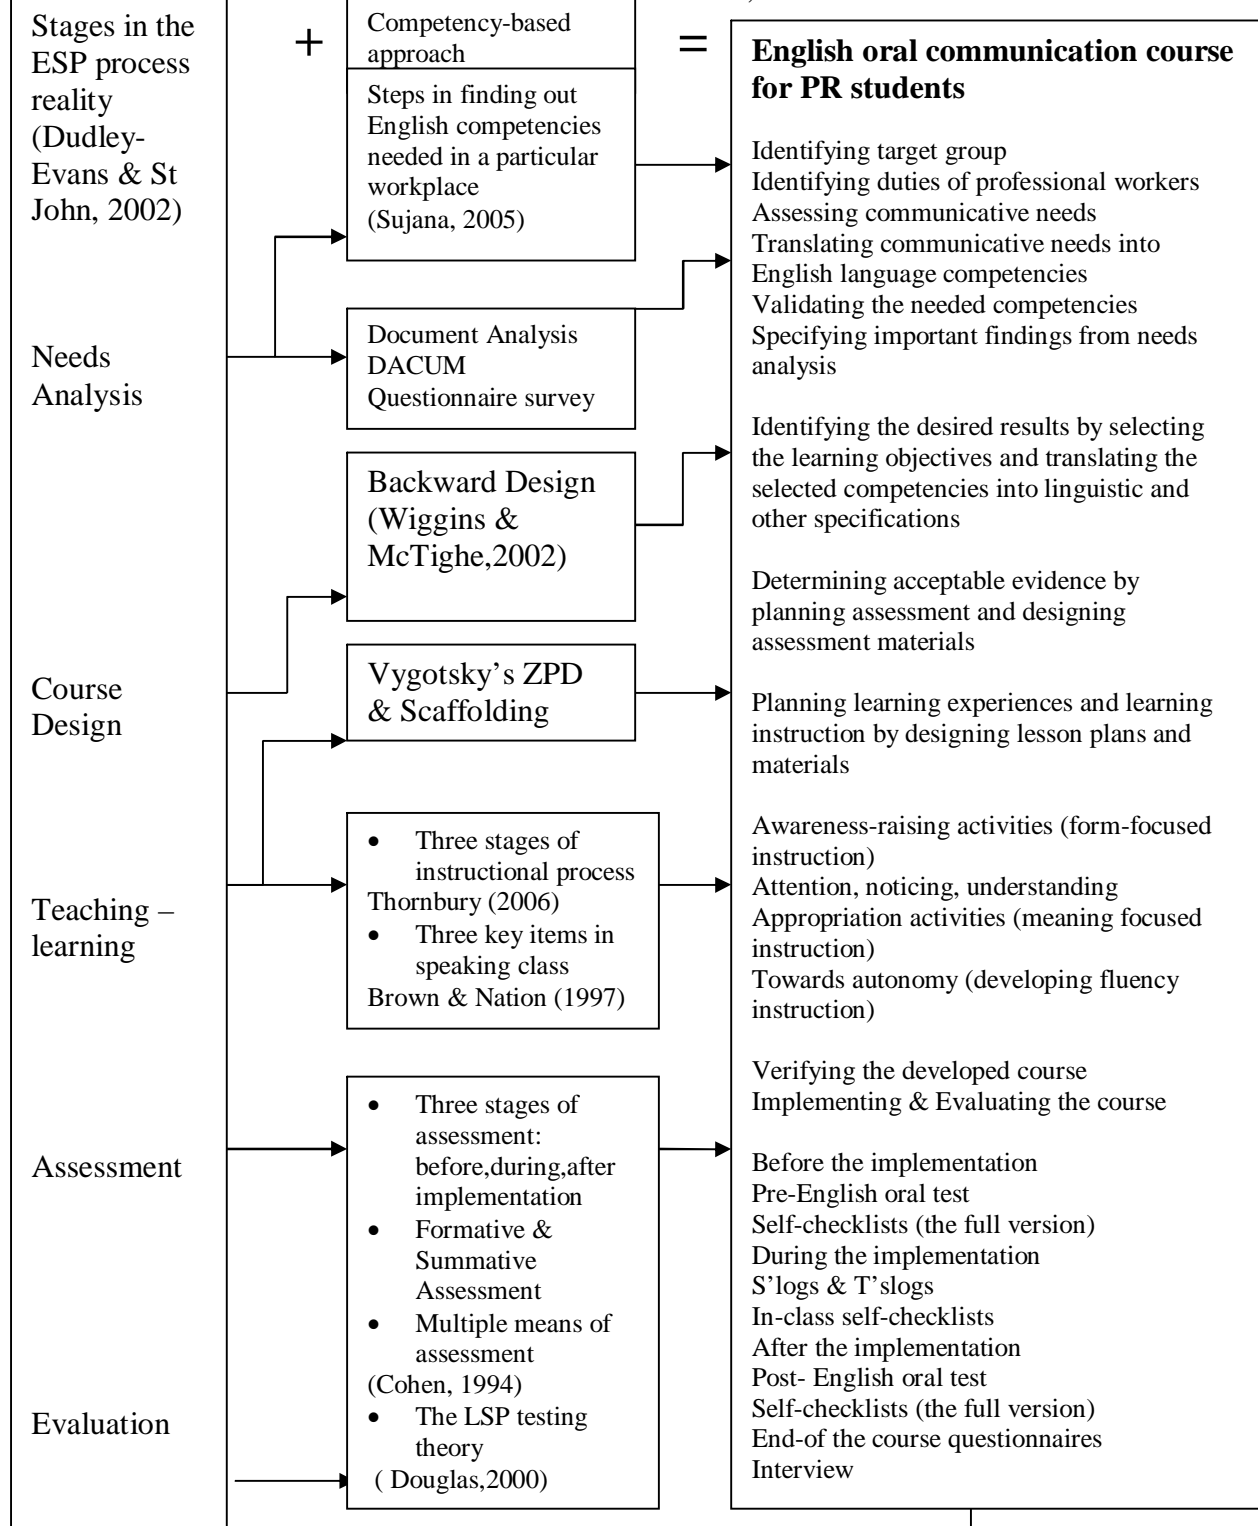 Stages in the
ESP process
reality
(Dudley-
Evans & St
John, 2002)
Needs
Analysis
Course
Design
Teaching –
learning
Assessment
Evaluation
+
Competency-based
approach
Steps in finding out
English competencies
needed in a particular
workplace
(Sujana, 2005)
Document Analysis
DACUM
Questionnaire survey
Backward Design
(Wiggins &
McTighe,2002)
Vygotsky’s ZPD
& Scaffolding
• Three stages of
instructional process
Thornbury (2006)
• Three key items in
speaking class
Brown & Nation (1997)
• Three stages of
assessment:
before,during,after
implementation
• Formative &
Summative
Assessment
• Multiple means of
assessment
(Cohen, 1994)
• The LSP testing
theory
( Douglas,2000)
=
English oral communication course
for PR students
Identifying target group
Identifying duties of professional workers
Assessing communicative needs
Translating communicative needs into
English language competencies
Validating the needed competencies
Specifying important findings from needs
analysis
Identifying the desired results by selecting
the learning objectives and translating the
selected competencies into linguistic and
other specifications
Determining acceptable evidence by
planning assessment and designing
assessment materials
Planning learning experiences and learning
instruction by designing lesson plans and
materials
Awareness-raising activities (form-focused
instruction)
Attention, noticing, understanding
Appropriation activities (meaning focused
instruction)
Towards autonomy (developing fluency
instruction)
Verifying the developed course
Implementing & Evaluating the course
Before the implementation
Pre-English oral test
Self-checklists (the full version)
During the implementation
S’logs & T’slogs
In-class self-checklists
After the implementation
Post- English oral test
Self-checklists (the full version)
End-of the course questionnaires
Interview